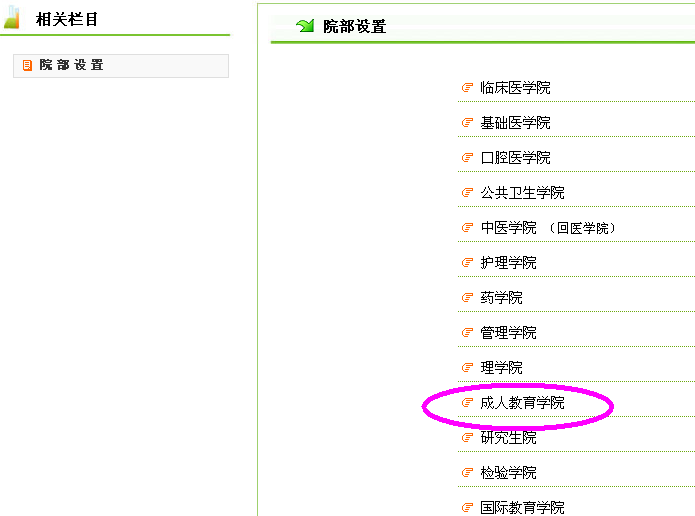 相关栏目
院部设置
院部设置
临床医学院
基础医学院
口腔医学院
公共卫生学院
中医学院 （回医学院）
护理学院
药学院
管理学院
理学院
成人教育学院
研究生院
检验学院
国际教育学院